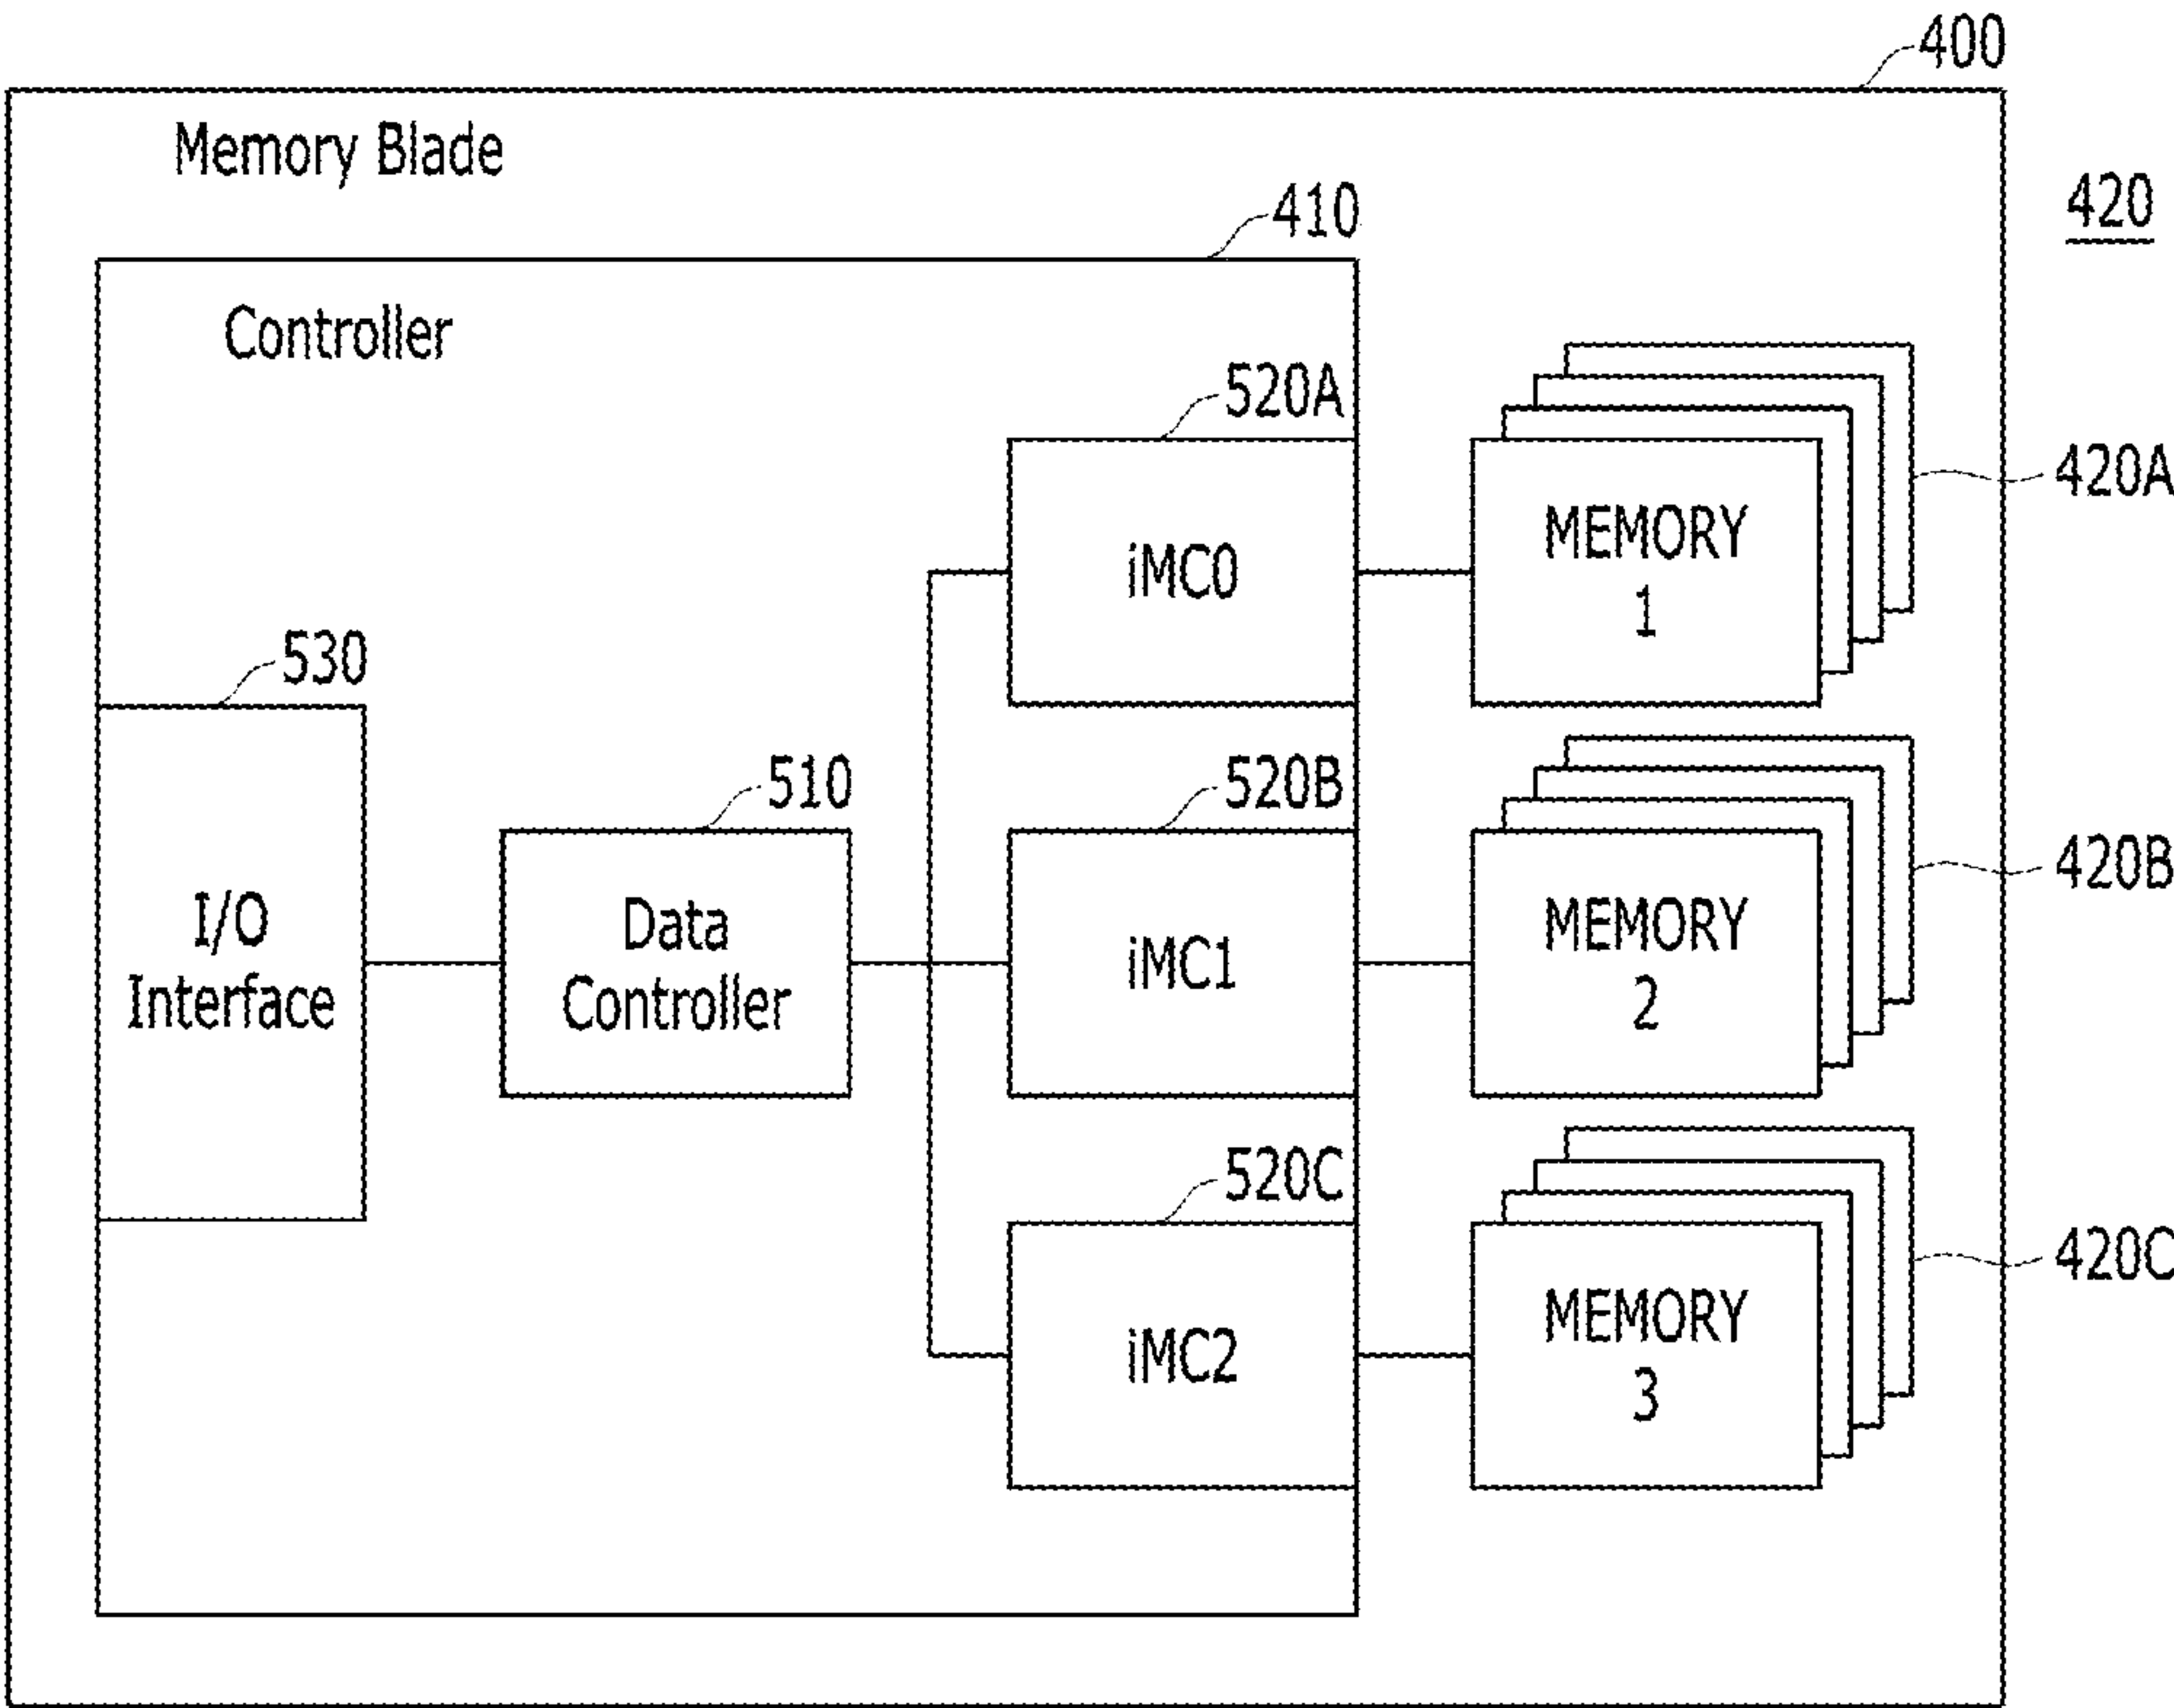 400
Memory Blade
420
410
Controller
520A
420A
iMC0
MEMORY
1
530
510
520B
420B
I/O
Interface
Data
Controller
iMC1
MEMORY
2
520C
420C
iMC2
MEMORY
3